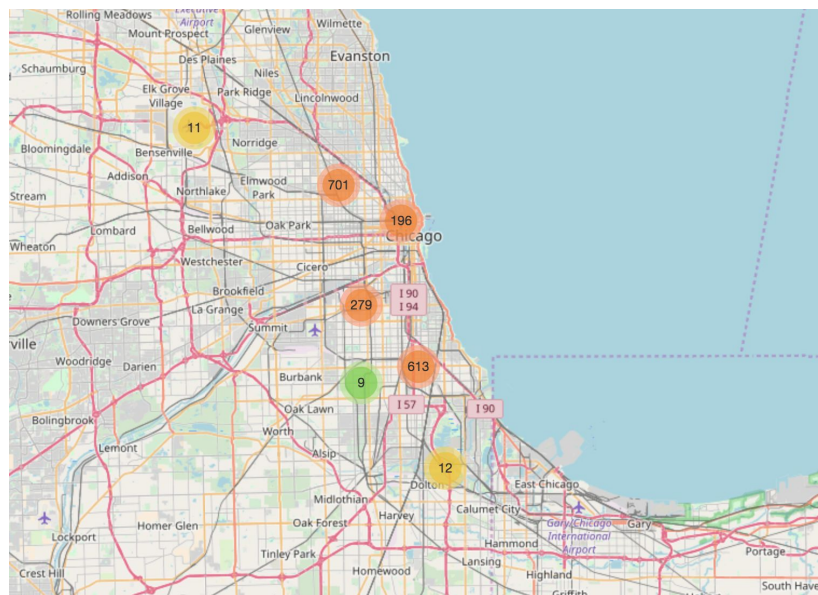 Rolling Meadows
Executive
Airport
Wilmette
Mount Prospect
Glenview
Evanston
Des Plaines
Schaumburg
Niles
Elk Grove
Village
Park Ridge
Lincolnwood
11
Norridge
Bloomingdale
Bensenville
Addison
701
Elmwood
Park
Northlake
Stream
196
Oak Park
Lombard
Bellwood
Chicago
Wheaton
Westchester
Cicero
Brookfield
I 90
I 94
La Grange
279
Downers Grove
Summit
ville
Woodridge
Darien
613
Burbank
9
I 57
Oak Lawn
I 90
Bolingbrook
Worth
Lemont
Alsip
12
Dolton
East Chicago
Midlothian
Calumet City
Homer Glen
Oak Forest
Harvey
Gary/Chicago
International
Airport
Gary
Lockport
Hammond
Portage
Tinley Park
Lansing
Homewood
Highland
Crest Hill
South Have
Griffith